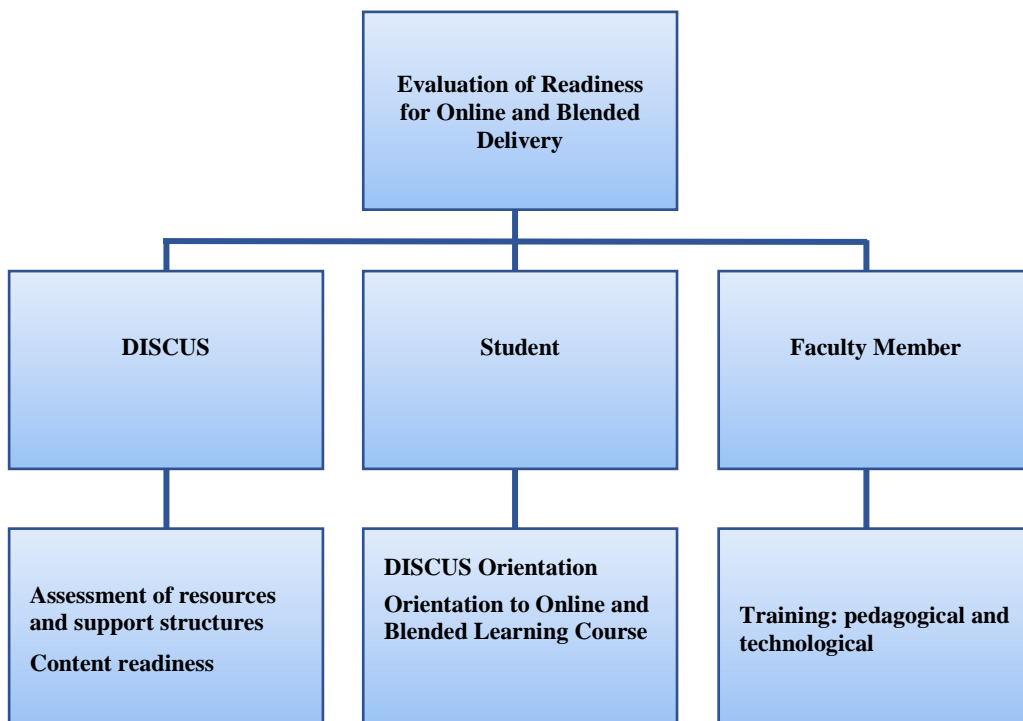 Evaluation of Readiness
for Online and Blended
Delivery
DISCUS
Student
Faculty Member
Assessment of resources
and support structures
Content readiness
DISCUS Orientation
Orientation to Online and
Blended Learning Course
Training: pedagogical and
technological